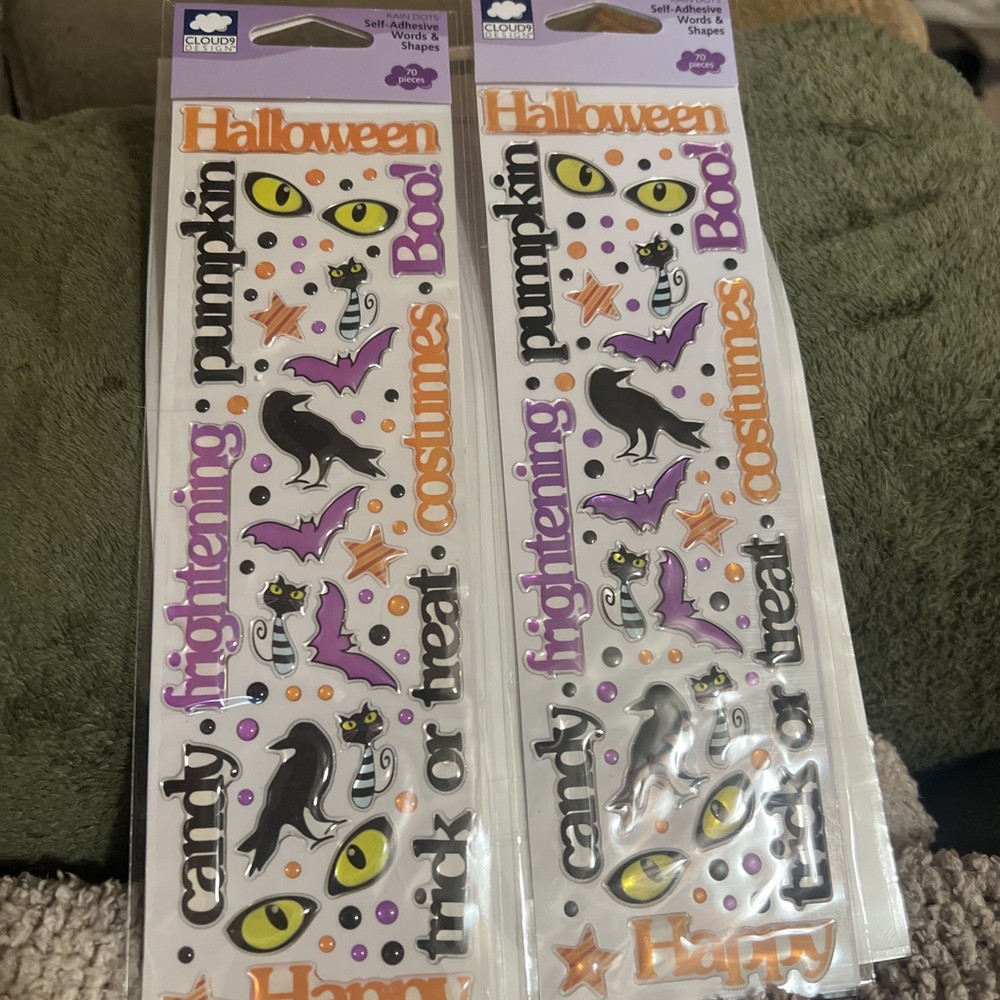 CLOUD9
DESIGN
RAIN DOTS
Self-Adhesive
Words &
Shapes
70
pieces
Halloween
pumpkin
Boo!
costumes
frightening
trick or treat
candy
Happy
CLOUD9
DESIGN
RAIN DOTS
Self-Adhesive
Words &
Shapes
70
pieces
Halloween
pumpkin
Boo!
costumes
frightening
trick or treat
candy
Happy